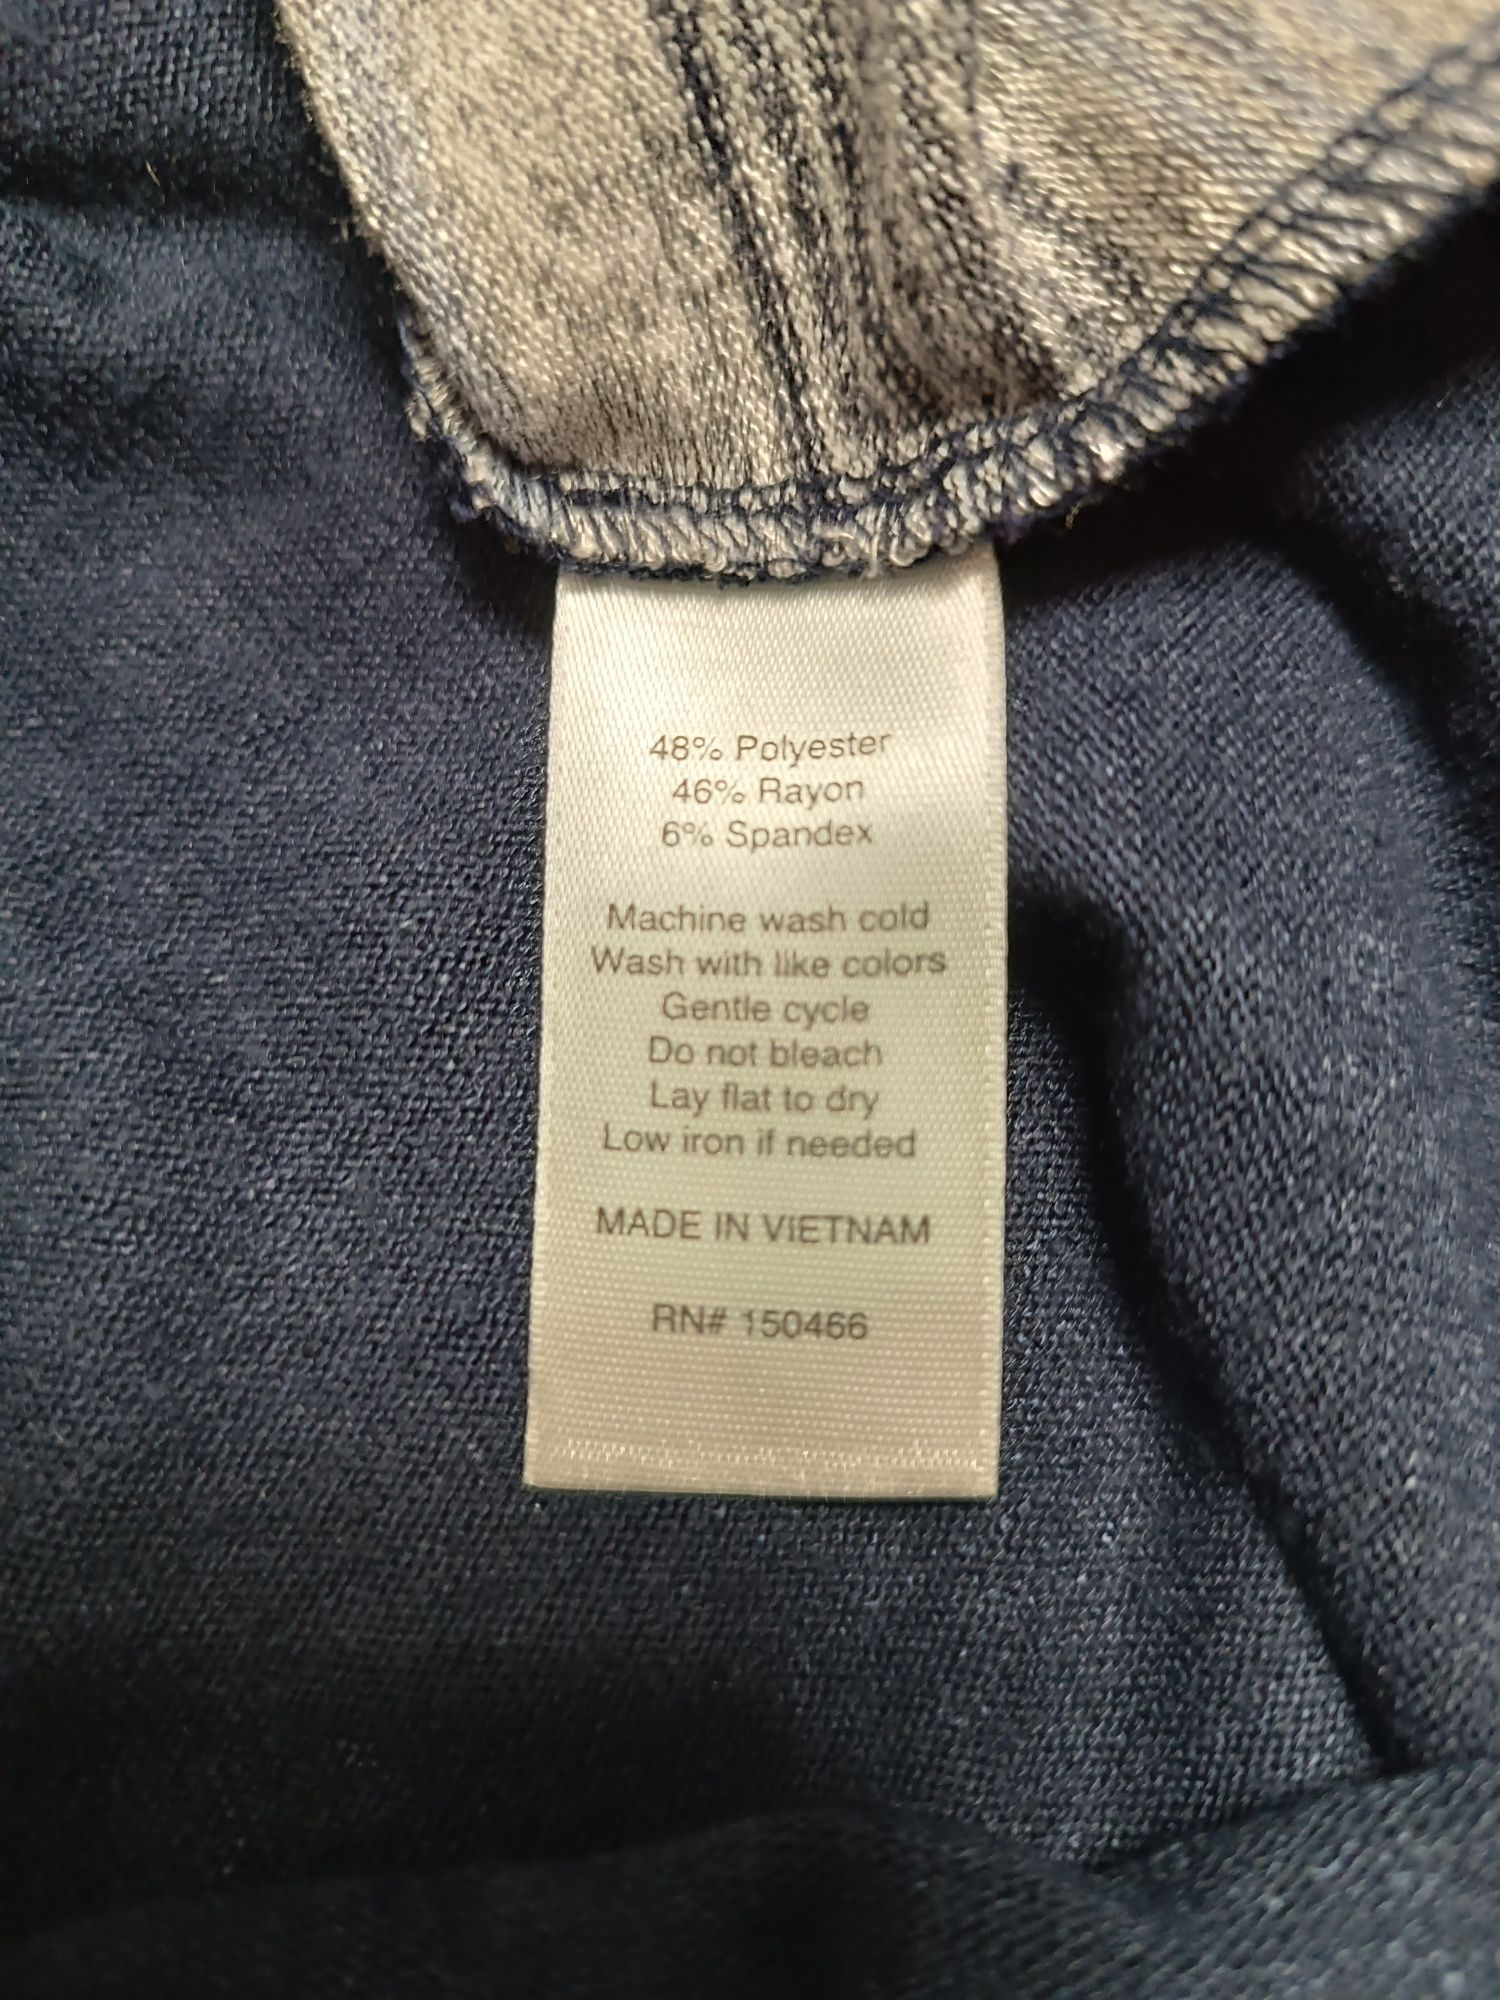 48% Polyester
46% Rayon
6% Spandex
Machine wash cold
Wash with like colors
Gentle cycle
Do not bleach
Lay flat to dry
Low iron if needed
MADE IN VIETNAM
RN# 150466